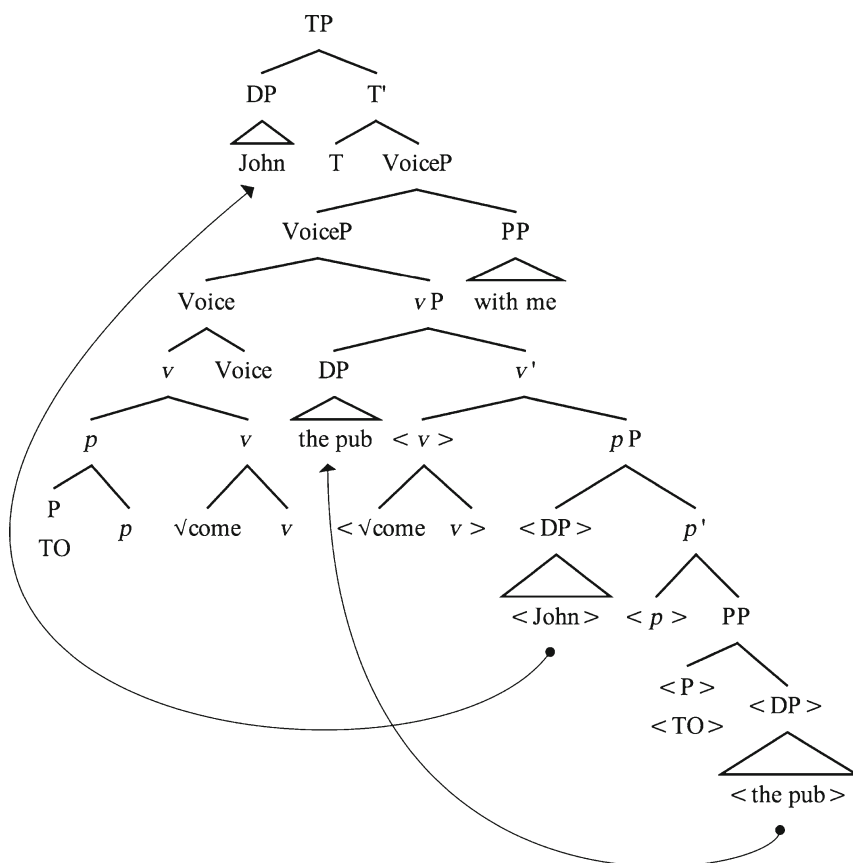 TP
DP T'
John T VoiceP
VoiceP PP
Voice vP with me
v Voice DP v'
p v the pub < v > pP
P p √come v < √come v > < DP > p'
TO
< John > < p > PP
< P > < DP >
< TO >
< the pub >